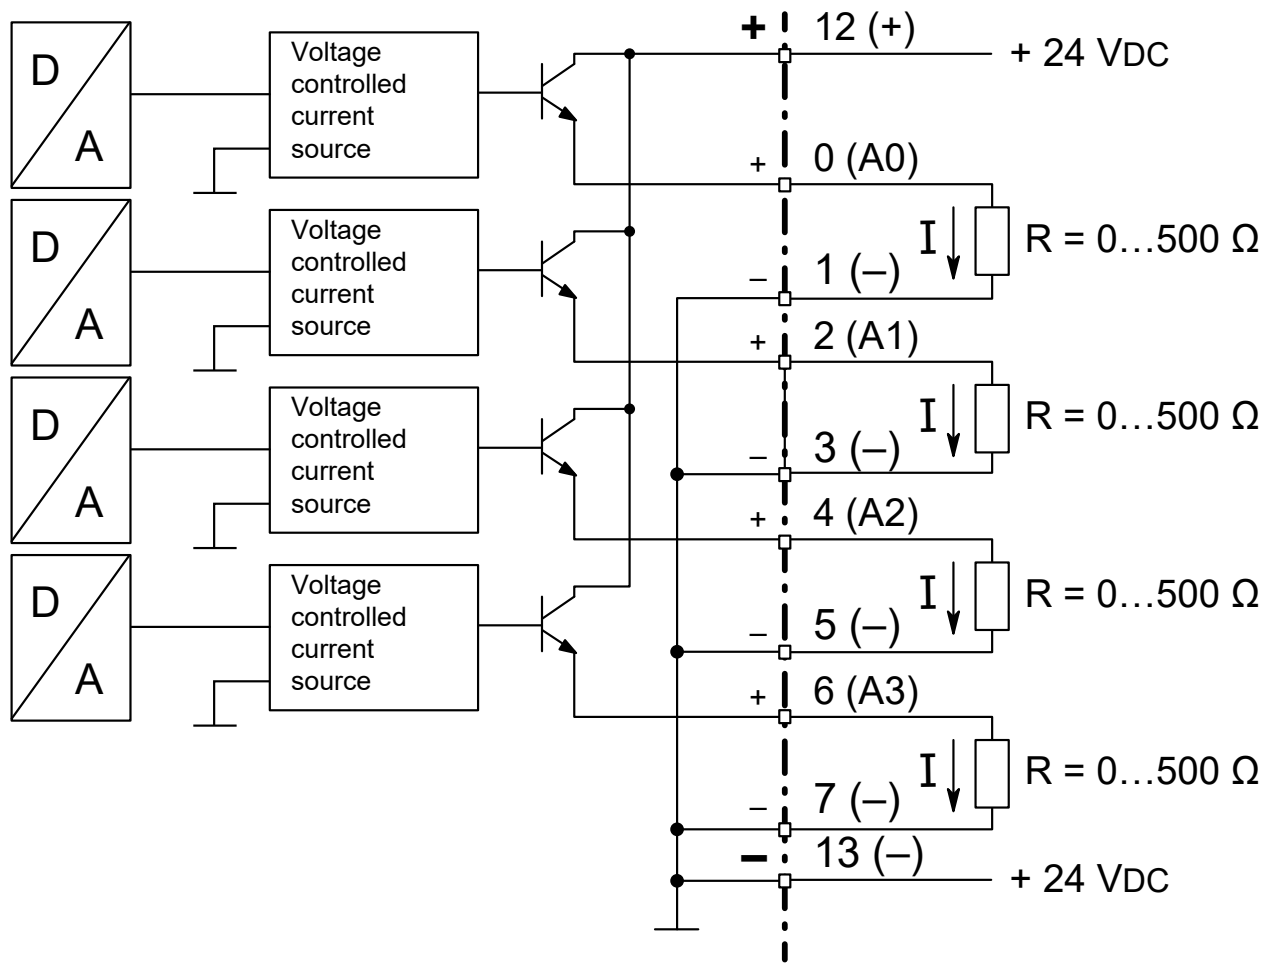 + 12 (+)
+ 24 VDC
D
A
Voltage
controlled
current
source
+ 0 (A0)
I R = 0…500 Ω
– 1 (–)
D
A
Voltage
controlled
current
source
+ 2 (A1)
I R = 0…500 Ω
– 3 (–)
D
A
Voltage
controlled
current
source
+ 4 (A2)
I R = 0…500 Ω
– 5 (–)
D
A
Voltage
controlled
current
source
+ 6 (A3)
I R = 0…500 Ω
– 7 (–)
– 13 (–)
+ 24 VDC